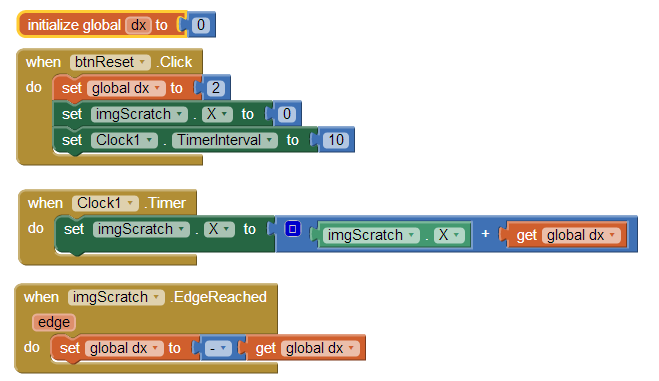 initialize global dx to 0
when btnReset .Click
do set global dx to 2
set imgScratch . X to 0
set Clock1 . TimerInterval to 10
when Clock1 .Timer
do set imgScratch . X to imgScratch . X + get global dx
when imgScratch .EdgeReached
edge
do set global dx to - get global dx